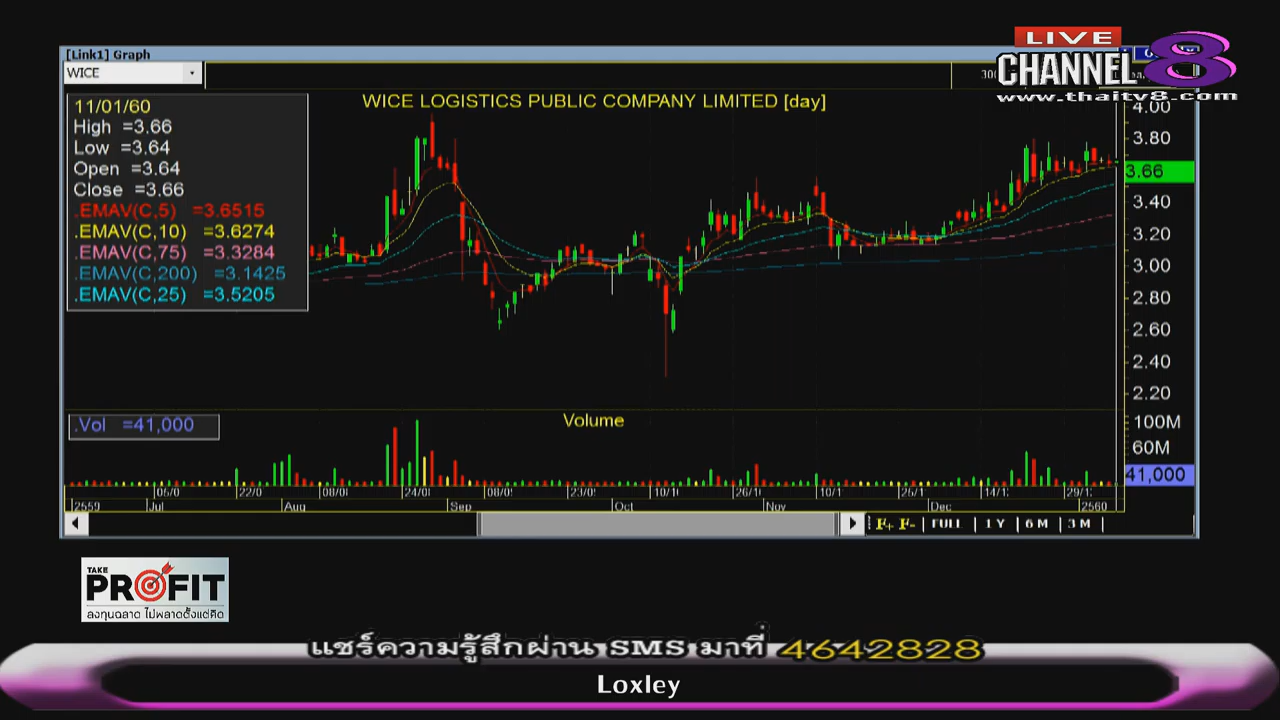 LIVE
CHANNEL 8
www.thaitv8.com
[Link1] Graph
WICE
WICE LOGISTICS PUBLIC COMPANY LIMITED [day]
11/01/60
High =3.66
Low =3.64
Open =3.64
Close =3.66
.EMAV(C,5) =3.6515
.EMAV(C,10) =3.6274
.EMAV(C,75) =3.3284
.EMAV(C,200) =3.1425
.EMAV(C,25) =3.5205
4.00
3.80
3.66
3.40
3.20
3.00
2.80
2.60
2.40
2.20
.Vol =41,000
Volume
100M
60M
41,000
05/0 22/0 08/0 24/0 08/0 23/0 10/1 26/1 10/1 25/1 14/1 29/1
2559 Jul Aug Sep Oct Nov Dec 2560
F+ F- FULL 1 Y 6 M 3 M
TAKE
PROFIT
ลงทุนฉลาด ไม่พลาดตั้งแต่คิด
แชร์ความรู้สึกผ่าน SMS มาที่ 4642828
Loxley